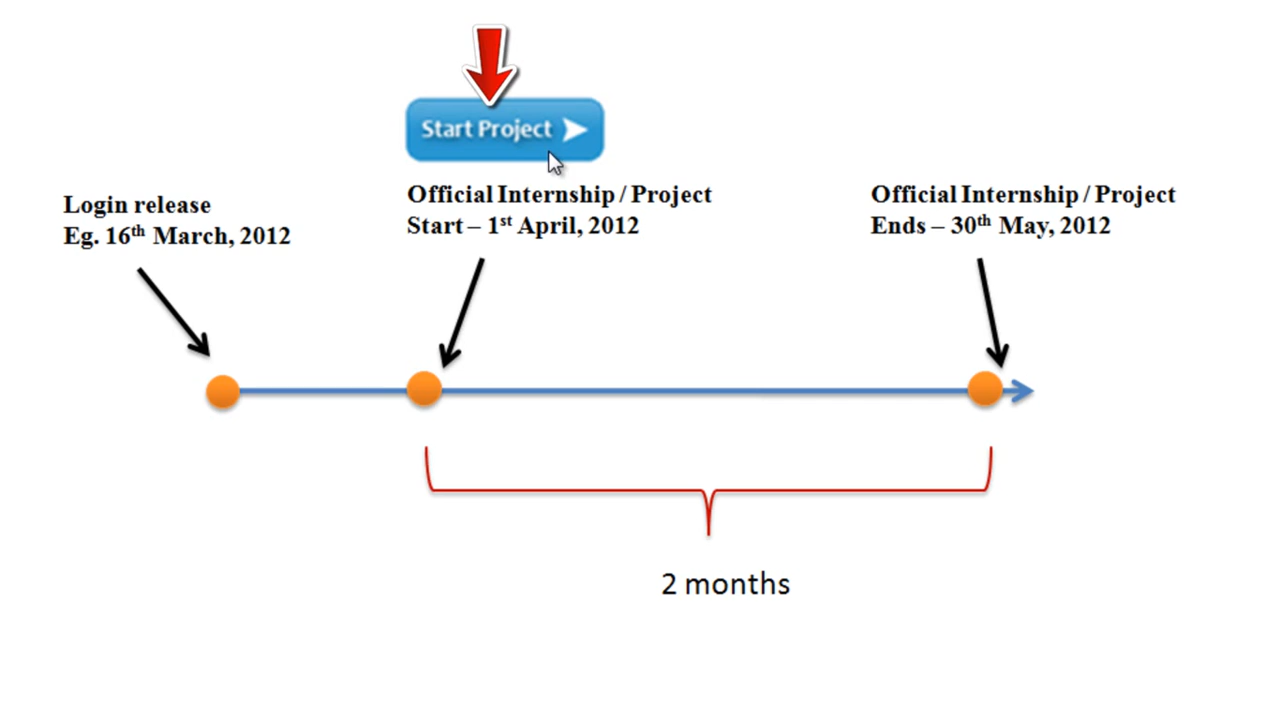 Start Project
Login release
Eg. 16th March, 2012
Official Internship / Project
Start – 1st April, 2012
Official Internship / Project
Ends – 30th May, 2012
2 months